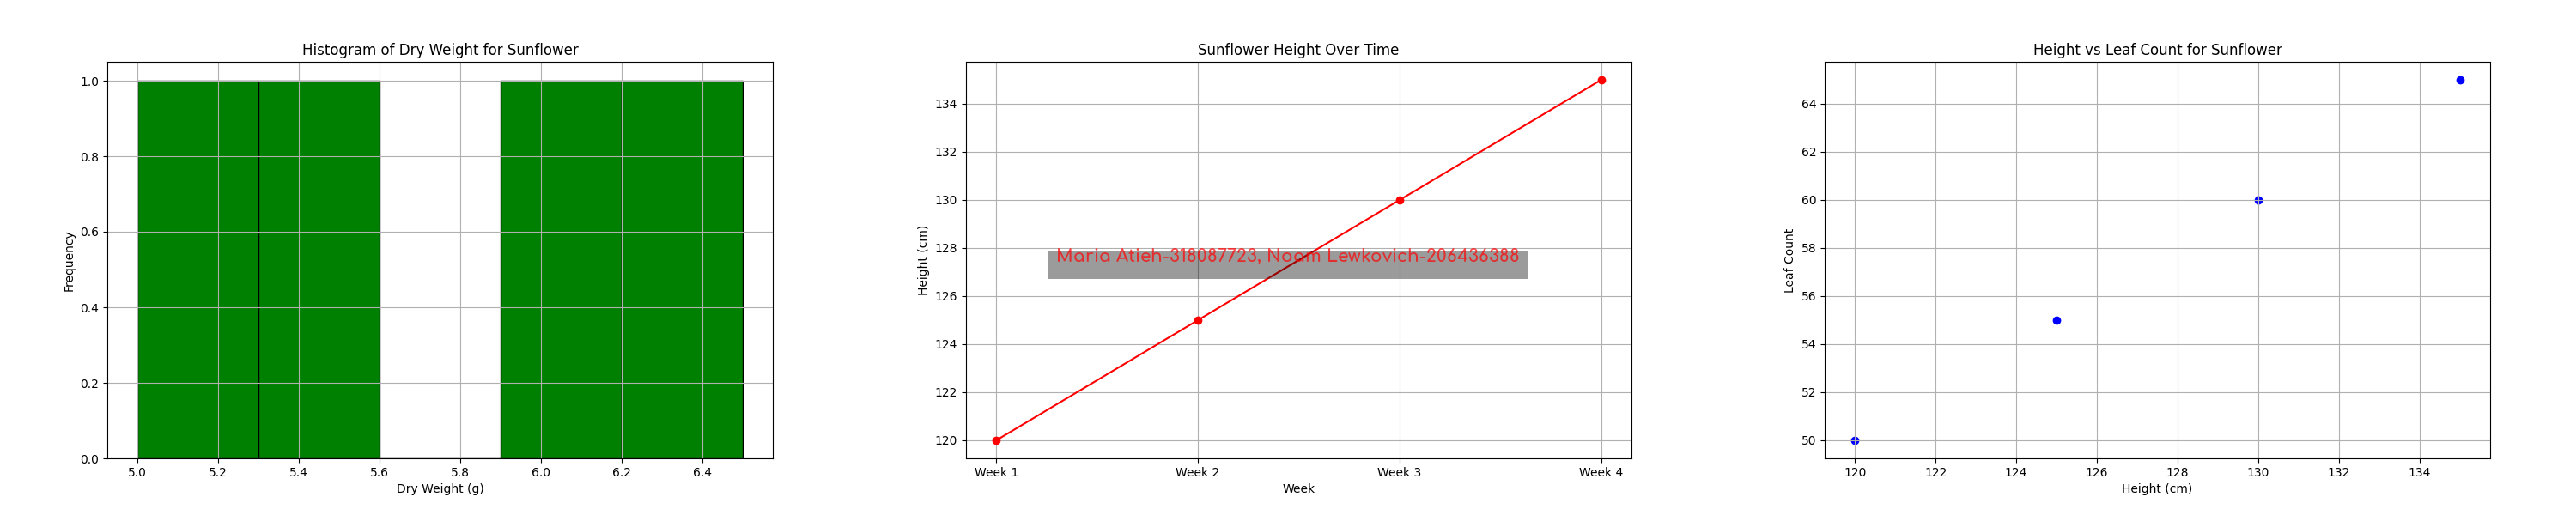 Histogram of Dry Weight for Sunflower
1.0
0.8
0.6
0.4
0.2
0.0
Frequency
5.0 5.2 5.4 5.6 5.8 6.0 6.2 6.4
Dry Weight (g)
Sunflower Height Over Time
134
132
130
128
126
124
122
120
Height (cm)
Maria Atieh-318087723, Noam Lewkovich-206436388
Week 1 Week 2 Week 3 Week 4
Week
Height vs Leaf Count for Sunflower
64
62
60
58
56
54
52
50
Leaf Count
120 122 124 126 128 130 132 134
Height (cm)